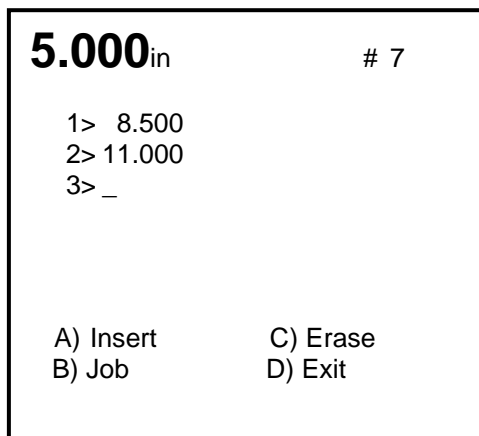 5.000in # 7
1> 8.500
2> 11.000
3> _
A) Insert C) Erase
B) Job D) Exit